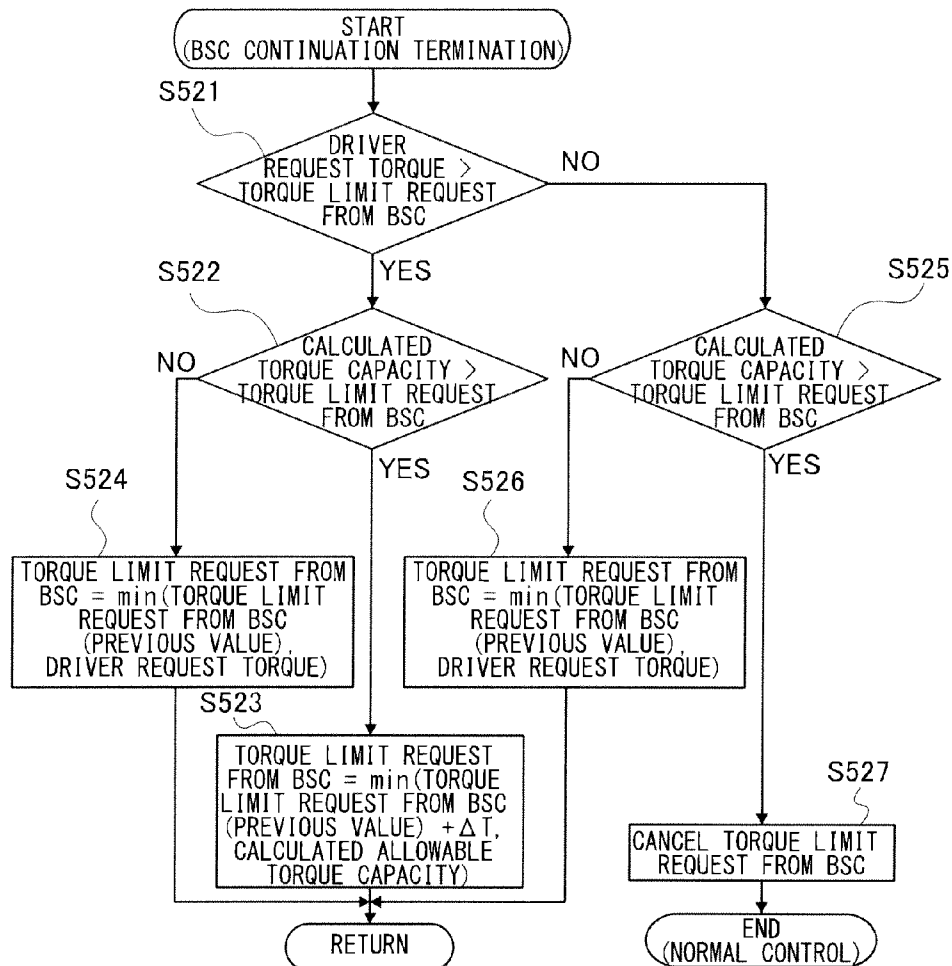 START
(BSC CONTINUATION TERMINATION)
S521
DRIVER
REQUEST TORQUE >
TORQUE LIMIT REQUEST
FROM BSC
NO
YES
S522
CALCULATED
TORQUE CAPACITY >
TORQUE LIMIT REQUEST
FROM BSC
NO
YES
S525
CALCULATED
TORQUE CAPACITY >
TORQUE LIMIT REQUEST
FROM BSC
NO
YES
S524
TORQUE LIMIT REQUEST FROM
BSC = min(TORQUE LIMIT
REQUEST FROM BSC
(PREVIOUS VALUE),
DRIVER REQUEST TORQUE)
S526
TORQUE LIMIT REQUEST FROM
BSC = min(TORQUE LIMIT
REQUEST FROM BSC
(PREVIOUS VALUE),
DRIVER REQUEST TORQUE)
S523
TORQUE LIMIT REQUEST
FROM BSC = min(TORQUE
LIMIT REQUEST FROM BSC
(PREVIOUS VALUE) +ΔT,
CALCULATED ALLOWABLE
TORQUE CAPACITY)
S527
CANCEL TORQUE LIMIT
REQUEST FROM BSC
RETURN
END
(NORMAL CONTROL)